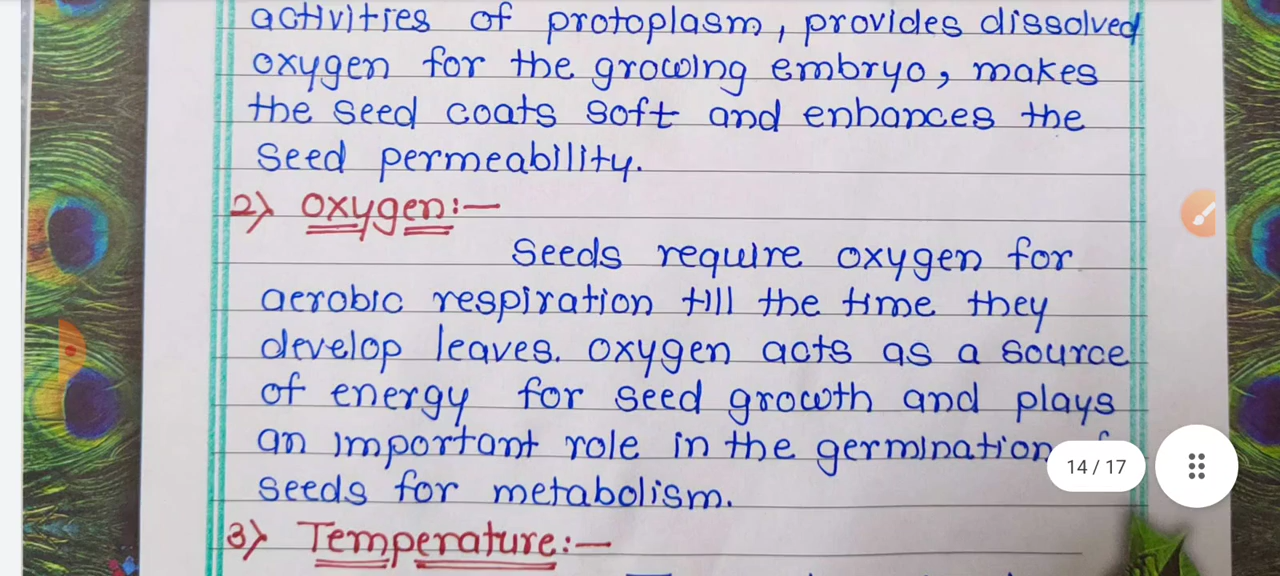 activities of protoplasm, provides dissolved
oxygen for the growing embryo, makes
the seed coats soft and enhances the
seed permeability.
2) Oxygen:-
Seeds require oxygen for
aerobic respiration till the time they
develop leaves. Oxygen acts as a source
of energy for seed growth and plays
an important role in the germination
seeds for metabolism.
14 / 17
3) Temperature:-